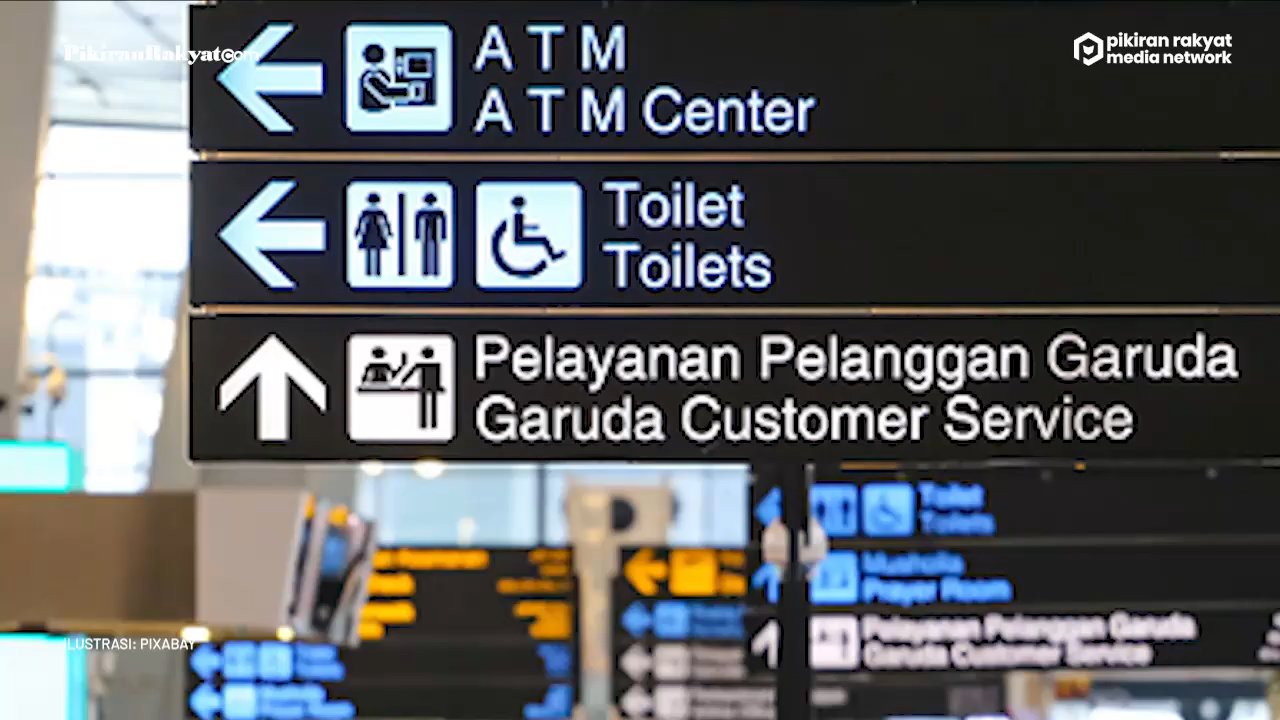 PikiranRakyat.com
pikiran rakyat
media network
ATM
ATM Center
Toilet
Toilets
Pelayanan Pelanggan Garuda
Garuda Customer Service
Toilet
Toilets
Musholla
Prayer Room
Pelayanan Pelanggan Garuda
Garuda Customer Service
ILUSTRASI: PIXABAY